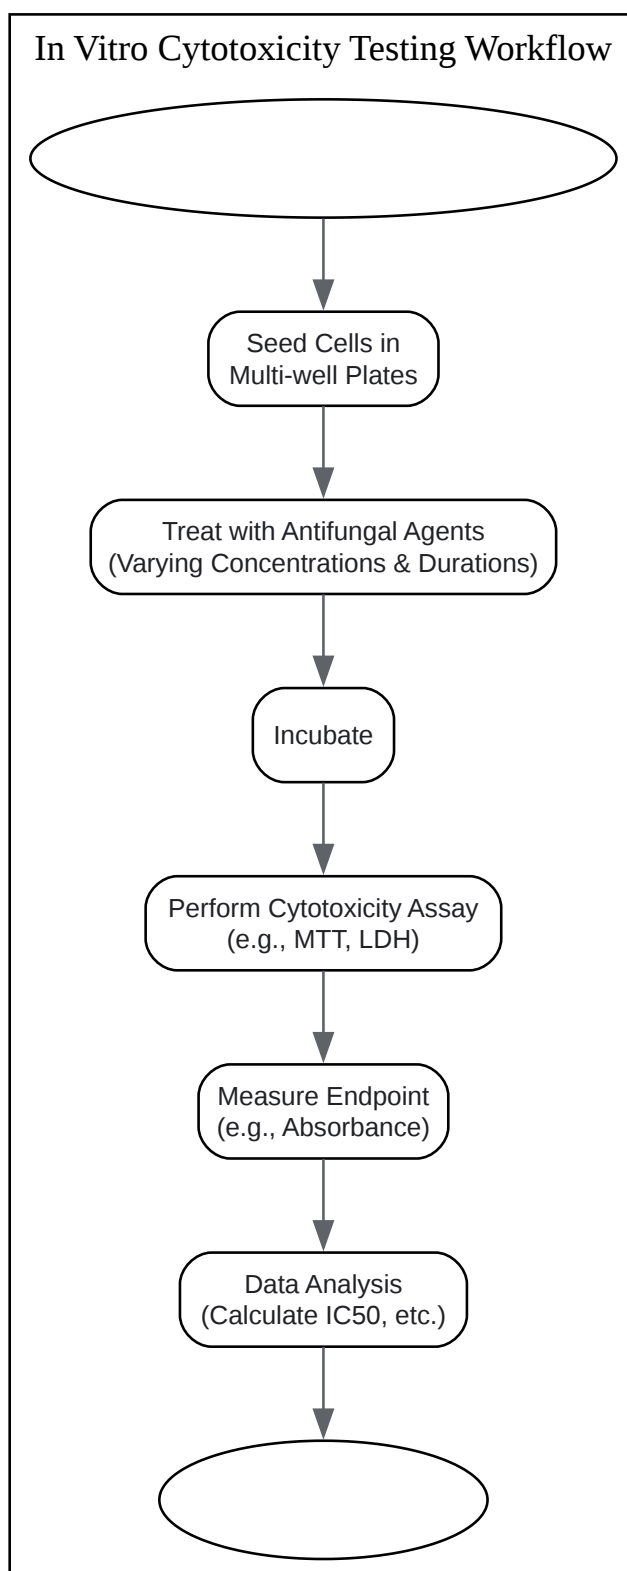 In Vitro Cytotoxicity Testing Workflow
Seed Cells in
Multi-well Plates
Treat with Antifungal Agents
(Varying Concentrations & Durations)
Incubate
Perform Cytotoxicity Assay
(e.g., MTT, LDH)
Measure Endpoint
(e.g., Absorbance)
Data Analysis
(Calculate IC50, etc.)